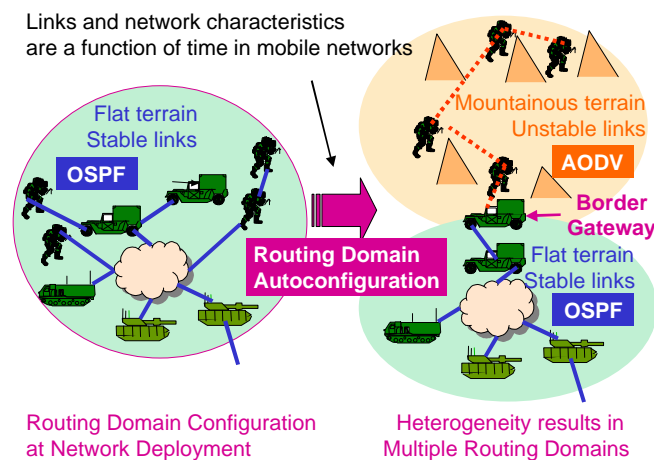 Links and network characteristics
are a function of time in mobile networks
Flat terrain
Stable links
OSPF
Routing Domain
Autoconfiguration
Mountainous terrain
Unstable links
AODV
Border
Gateway
Flat terrain
Stable links
OSPF
Routing Domain Configuration
at Network Deployment
Heterogeneity results in
Multiple Routing Domains